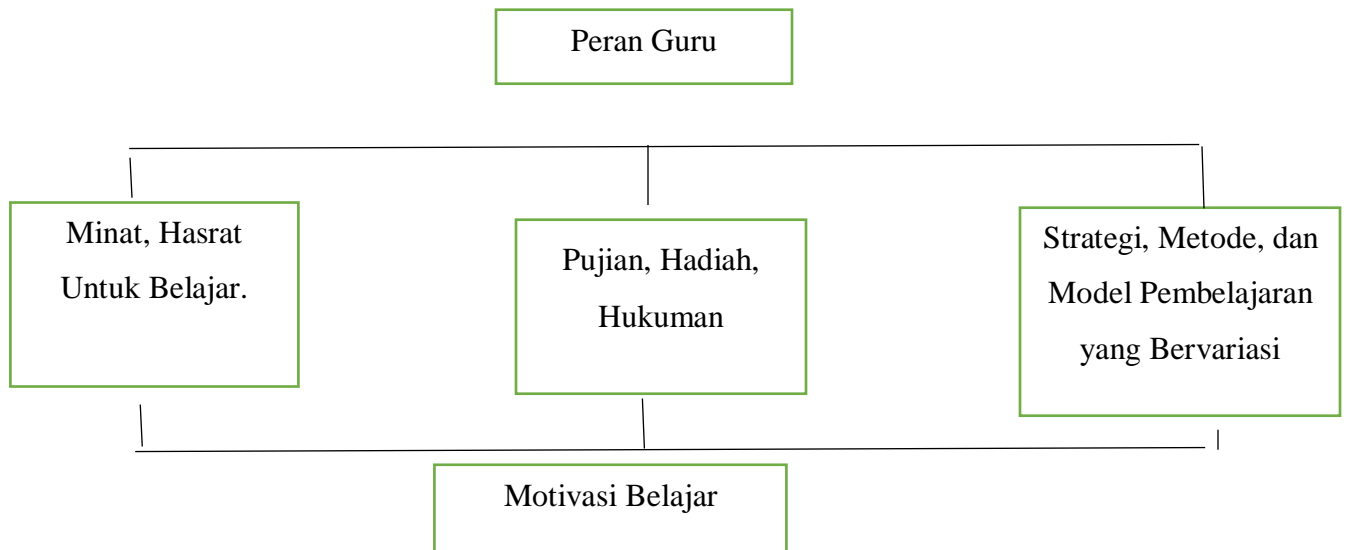 Peran Guru
Minat, Hasrat
Untuk Belajar.
Pujian, Hadiah,
Hukuman
Strategi, Metode, dan
Model Pembelajaran
yang Bervariasi
Motivasi Belajar